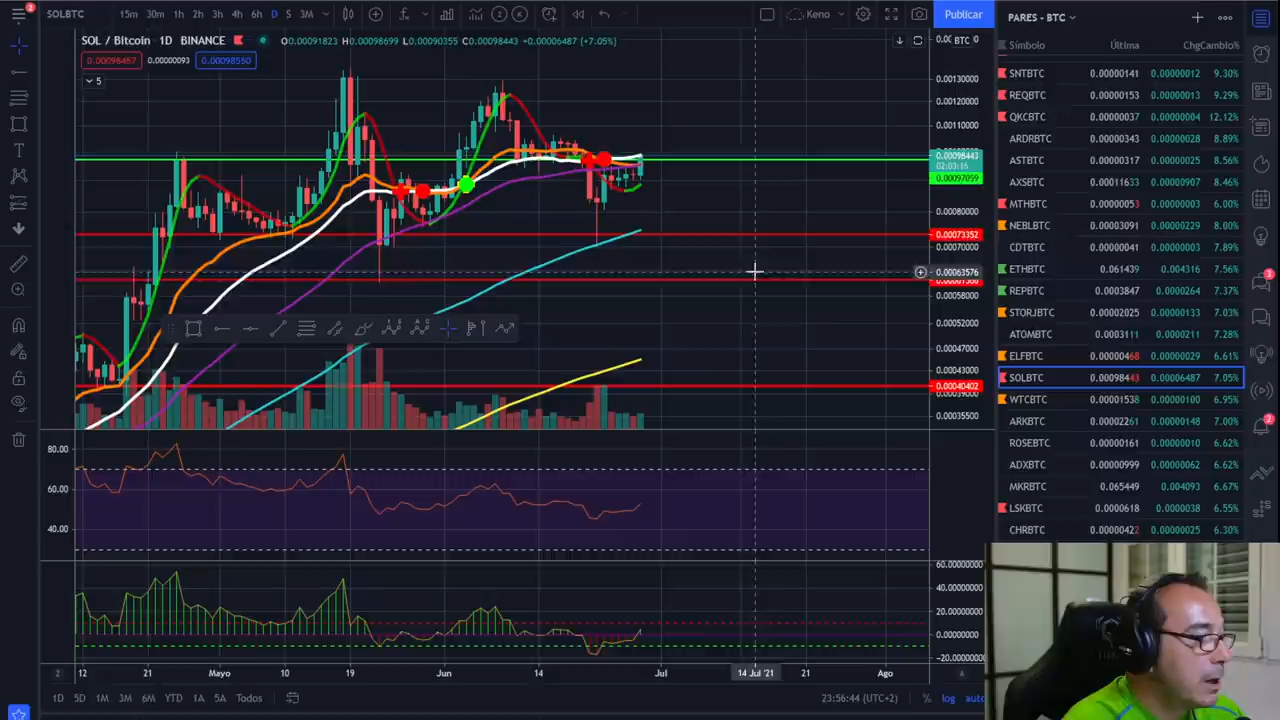 2
SOLBTC
15m 30m 1h 2h 3h 4h 6h D S 3M
2
Keno
Publicar
SOL / Bitcoin 1D BINANCE
O0.00091823 H0.00098699 L0.00090355 C0.00098443 +0.00006487 (+7.05%)
BTC
0.00098457 0.00000093 0.00098550
5
0.00130000
0.00120000
0.00110000
0.00098443
02:03:16
0.00097059
0.00080000
0.00073352
0.00070000
0.00063576
0.00058000
0.00052000
0.00047000
0.00043000
0.00040402
0.00035500
80.00
60.00
40.00
60.00000000
40.00000000
20.00000000
0.00000000
-20.0000000
Z 12 21 Mayo 10 19 Jun 14 Jul 14 Jul '21 21 Ago A
1D 5D 1M 3M 6M YTD 1A 5A Todos
23:56:44 (UTC+2) % log auto
PARES - BTC
Símbolo Última ChgCambio%
SNTBTC 0.00000141 0.00000012 9.30%
REQBTC 0.00000153 0.00000013 9.29%
QKCBTC 0.00000037 0.00000004 12.12%
ARDRBTC 0.00000343 0.00000028 8.89%
ASTBTC 0.00000317 0.00000025 8.56%
AXSBTC 0.00011633 0.00000907 8.46%
MTHBTC 0.00000053 0.00000003 6.00%
NEBLBTC 0.00003091 0.00000229 8.00%
CDTBTC 0.00000041 0.00000003 7.89%
ETHBTC 0.061439 0.004316 7.56%
REPBTC 0.0003847 0.0000264 7.37%
STORJBTC 0.00002025 0.00000133 7.03%
ATOMBTC 0.0003111 0.0000211 7.28%
ELFBTC 0.00000468 0.00000029 6.61%
SOLBTC 0.00098443 0.00006487 7.05%
WTCBTC 0.00001538 0.00000100 6.95%
ARKBTC 0.00002261 0.00000148 7.00%
ROSEBTC 0.00000161 0.00000010 6.62%
ADXBTC 0.00000999 0.00000062 6.62%
MKRBTC 0.065449 0.004093 6.67%
LSKBTC 0.0000618 0.0000038 6.55%
CHRBTC 0.00000422 0.00000025 6.30%
2